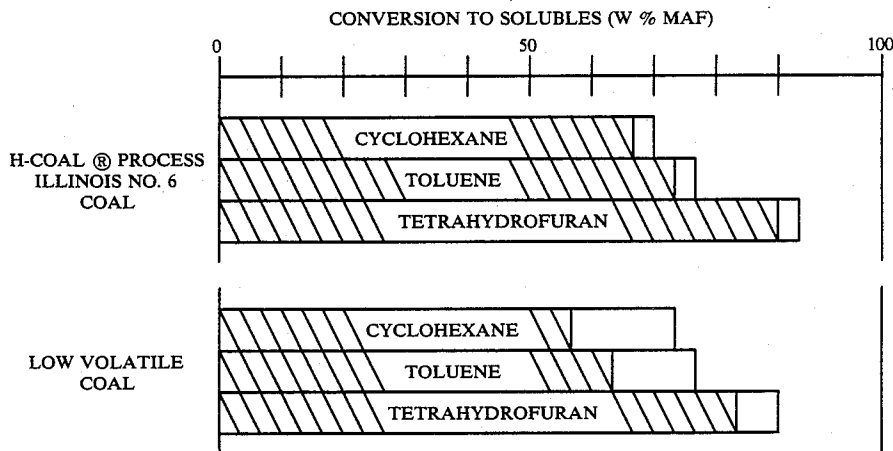 CONVERSION TO SOLUBLES (W % MAF)
0 50 100
H-COAL ® PROCESS
ILLINOIS NO. 6
COAL
CYCLOHEXANE
TOLUENE
TETRAHYDROFURAN
LOW VOLATILE
COAL
CYCLOHEXANE
TOLUENE
TETRAHYDROFURAN